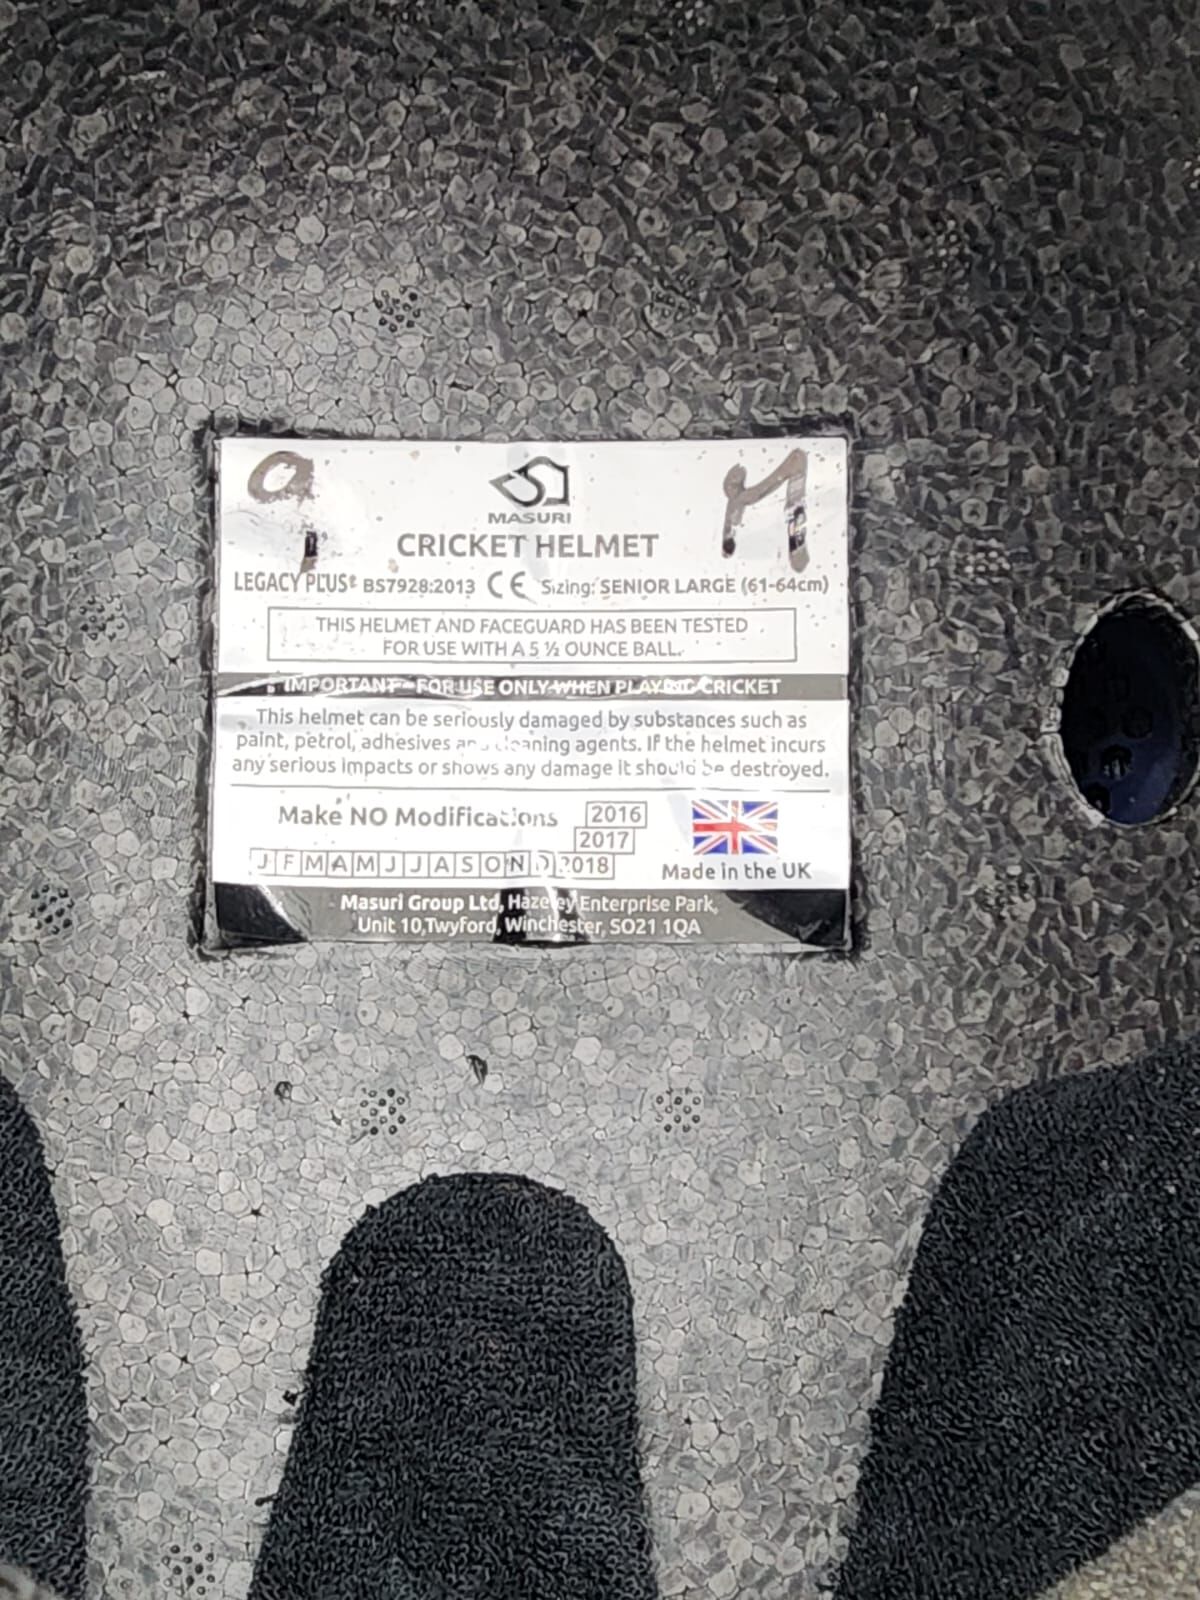 9 M
MASURI
CRICKET HELMET
LEGACY PLUS® BS7928:2013 CE Sizing: SENIOR LARGE (61-64cm)
THIS HELMET AND FACEGUARD HAS BEEN TESTED
FOR USE WITH A 5 ½ OUNCE BALL.
IMPORTANT - FOR USE ONLY WHEN PLAYING CRICKET
This helmet can be seriously damaged by substances such as
paint, petrol, adhesives and cleaning agents. If the helmet incurs
any serious impacts or shows any damage it should be destroyed.
Make NO Modifications 2016
2017
J F M A M J J A S O N D 2018
Made in the UK
Masuri Group Ltd, Hazeley Enterprise Park,
Unit 10,Twyford, Winchester, SO21 1QA